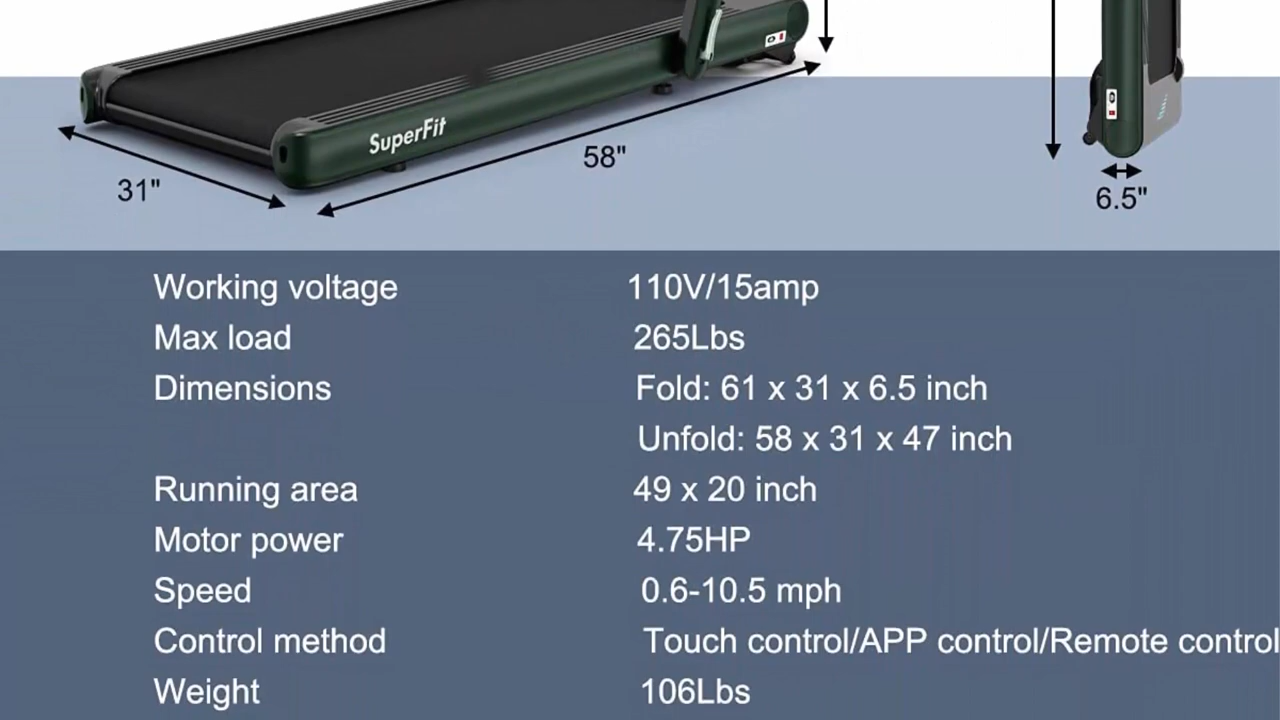 SuperFit
31"
58"
6.5"
Working voltage 110V/15amp
Max load 265Lbs
Dimensions Fold: 61 x 31 x 6.5 inch
Unfold: 58 x 31 x 47 inch
Running area 49 x 20 inch
Motor power 4.75HP
Speed 0.6-10.5 mph
Control method Touch control/APP control/Remote control
Weight 106Lbs